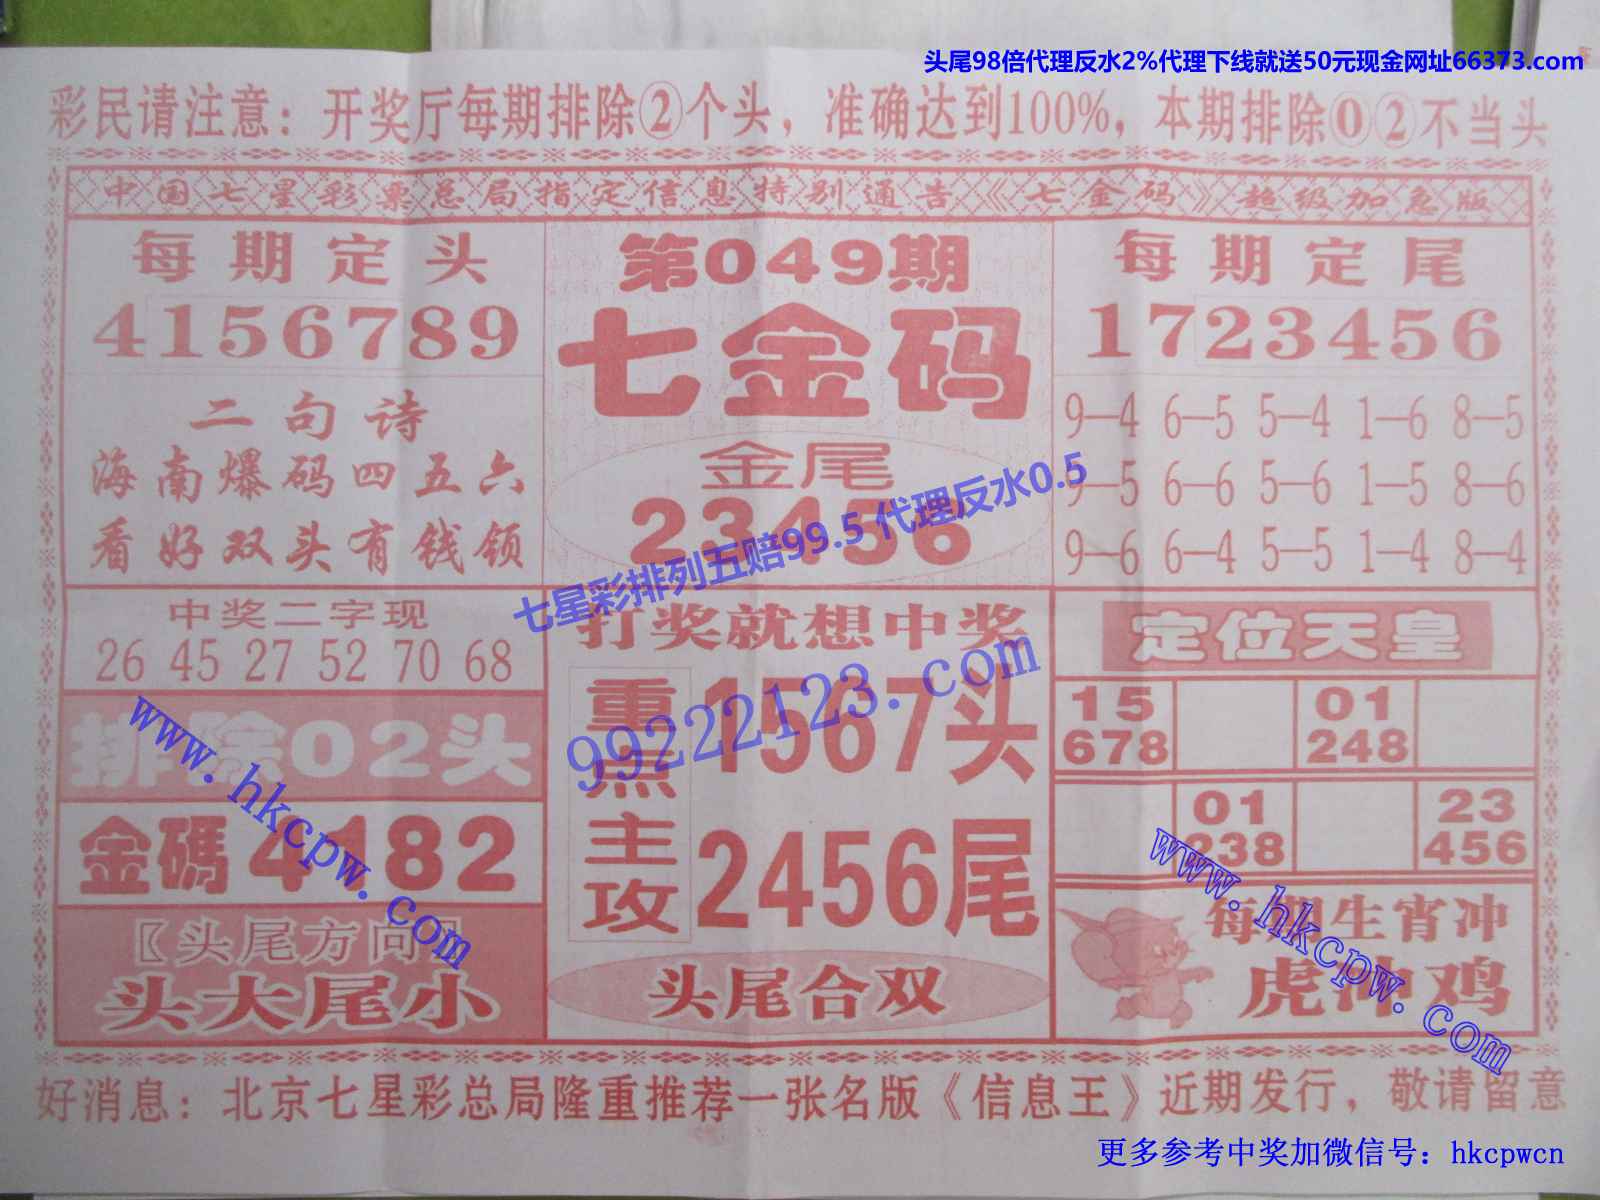 头尾98倍代理反水2%代理下线就送50元现金网址66373.com
彩民请注意：开奖厅每期排除②个头，准确达到100%，本期排除⓪②不当头
中国七星彩票总局指定信息特别通告《七金码》超级加急版
每期定头
4156789
二句诗
海南爆码四五六
看好双头有钱领
第049期
七金码
金尾
23456
每期定尾
1723456
9—4 6—5 5—4 1—6 8—5
9—5 6—6 5—6 1—5 8—6
9—6 6—4 5—5 1—4 8—4
七星彩排列五赔99.5 代理反水0.5
99222123.com
中奖二字现
26 45 27 52 70 68
排除02头
金碼4182
〖头尾方向〗
头大尾小
www.hkcpw.com
打奖就想中奖
重点主攻
1567头
2456尾
头尾合双
定位天皇
15 01
678 248
01 23
238 456
每期生肖冲
虎冲鸡
www.hkcpw.com
好消息：北京七星彩总局隆重推荐一张名版《信息王》近期发行，敬请留意
更多参考中奖加微信号：hkcpwcn